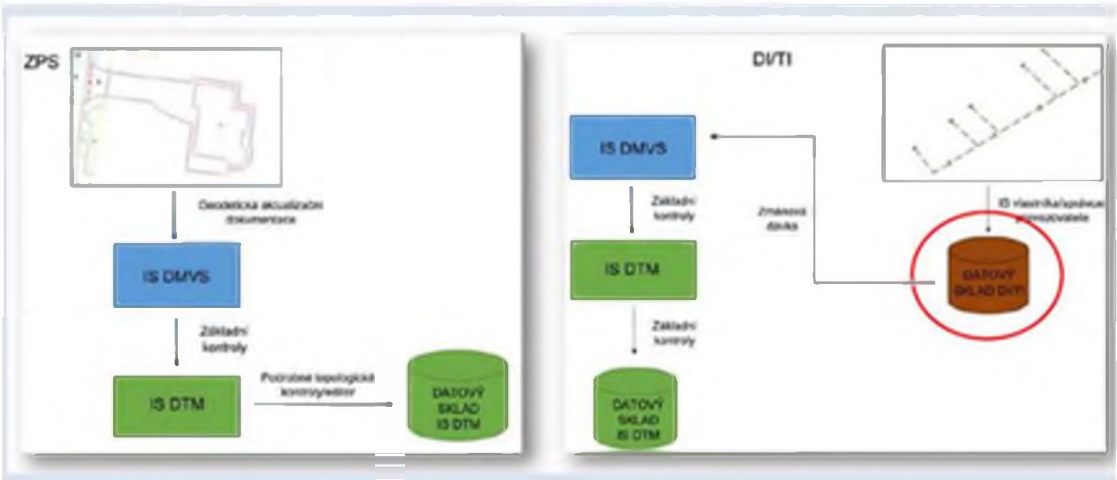 ZPS
Geodetická aktualizační
dokumentace
IS DMVS
Základní
kontroly
IS DTM
Podrobné topologické
kontroly/editor
DATOVÝ
SKLAD
IS DTM
DI/TI
IS DMVS
Základní
kontroly
IS DTM
Základní
kontroly
DATOVÝ
SKLAD
IS DTM
Změnová
dávka
IS vlastníka/správce
provozovatele
DATOVÝ
SKLAD DI/TI